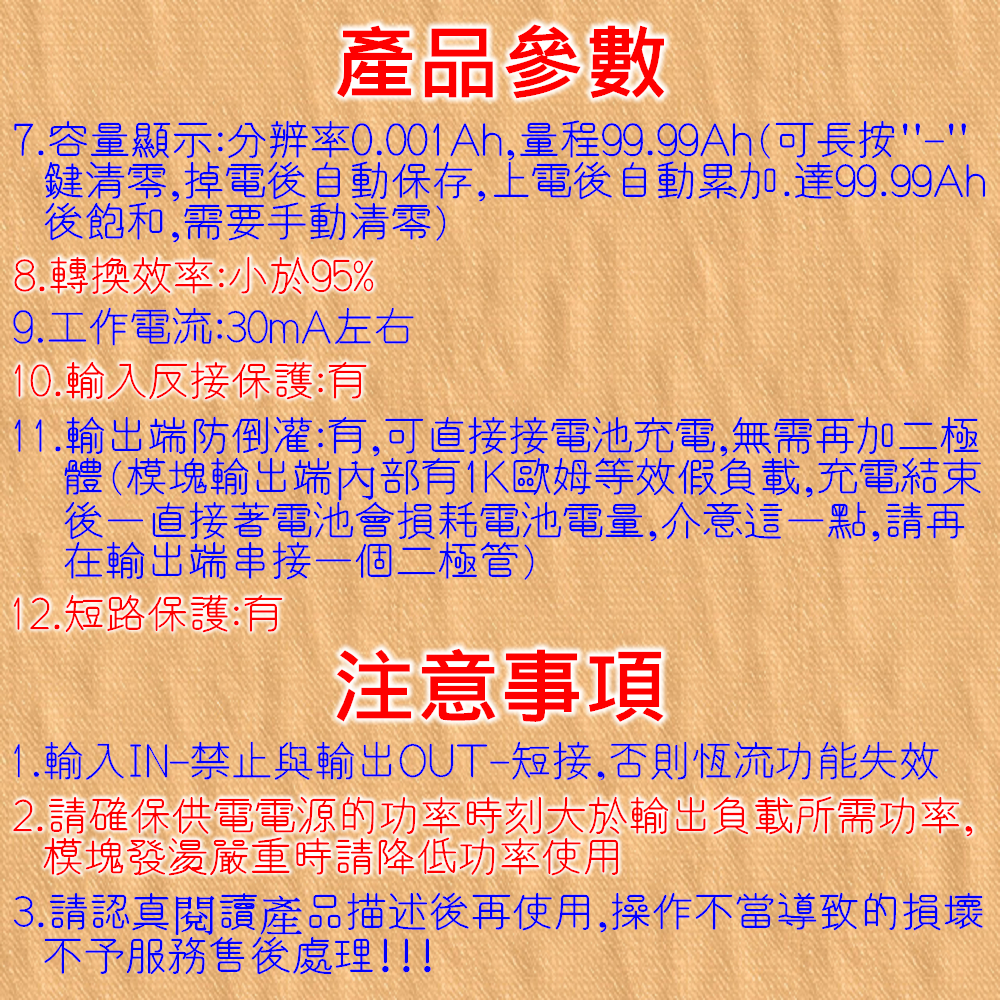 產品參數
7.容量顯示:分辨率0.001Ah,量程99.99Ah(可長按"-"
鍵清零,掉電後自動保存,上電後自動累加.達99.99Ah
後飽和,需要手動清零)
8.轉換效率:小於95%
9.工作電流:30mA左右
10.輸入反接保護:有
11.輸出端防倒灌:有,可直接接電池充電,無需再加二極
體(模塊輸出端內部有1K歐姆等效假負載,充電結束
後一直接著電池會損耗電池電量,介意這一點,請再
在輸出端串接一個二極管)
12.短路保護:有
注意事項
1.輸入IN-禁止與輸出OUT-短接,否則恆流功能失效
2.請確保供電電源的功率時刻大於輸出負載所需功率,
模塊發燙嚴重時請降低功率使用
3.請認真閱讀產品描述後再使用,操作不當導致的損壞
不予服務售後處理!!!